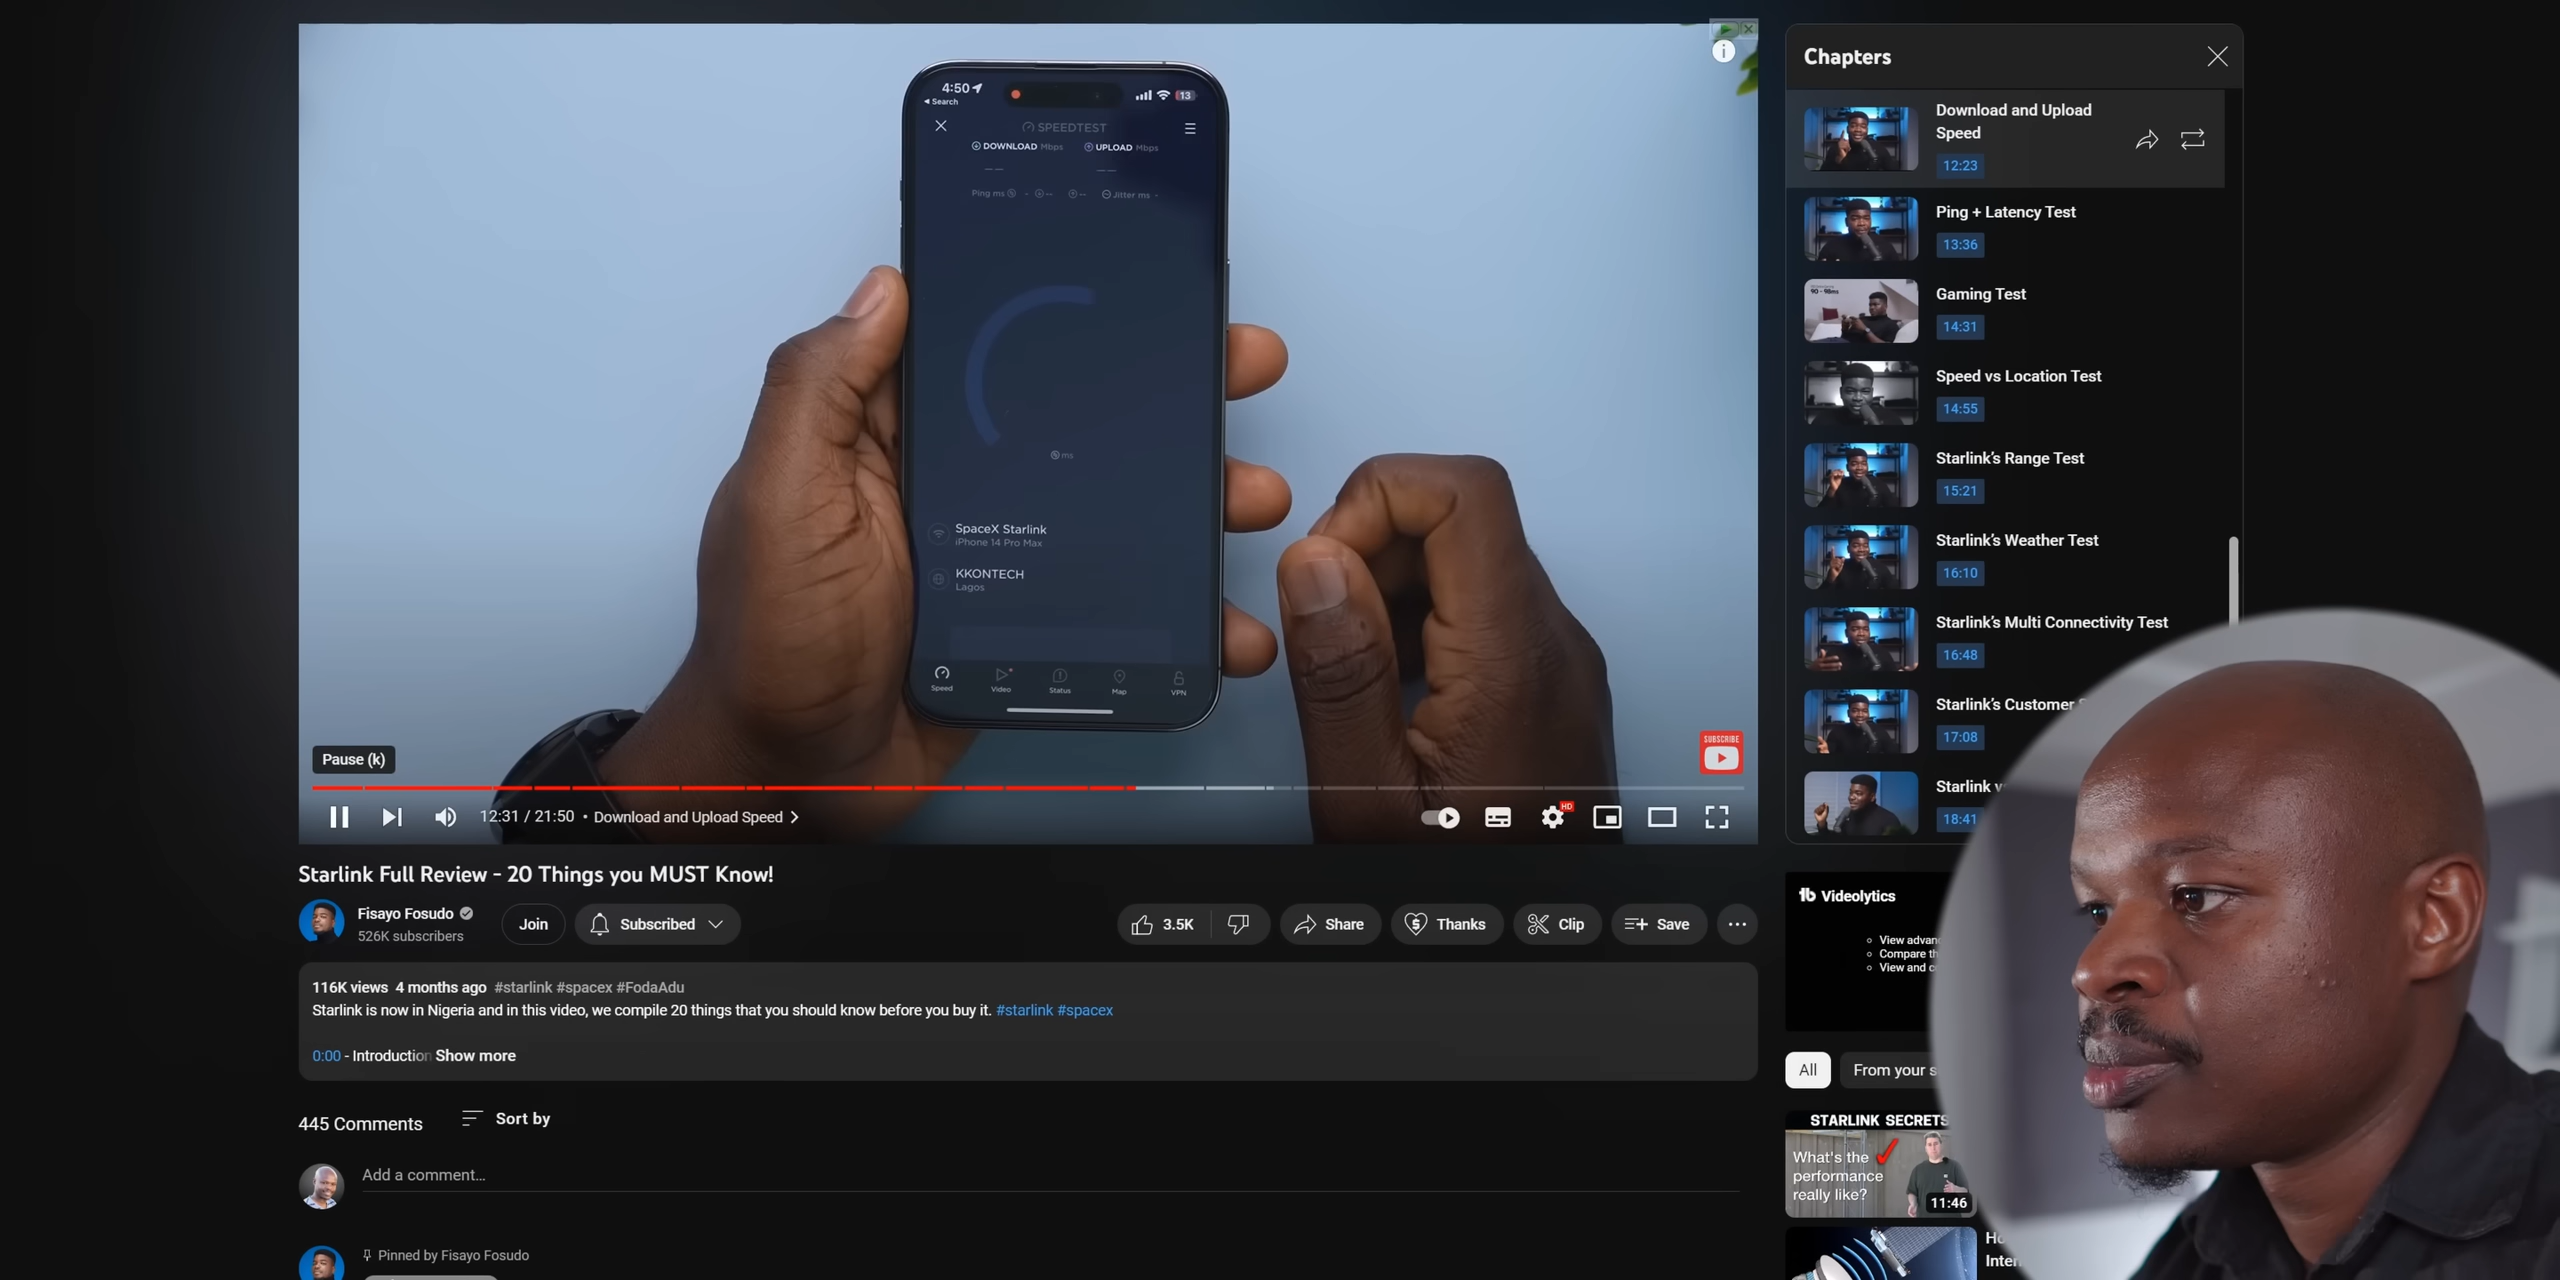 4:50
Search
13
SPEEDTEST
DOWNLOAD Mbps
UPLOAD Mbps
Ping ms
Jitter ms
ms
SpaceX Starlink
iPhone 14 Pro Max
KKONTECH
Lagos
Speed
Video
Status
Map
VPN
SUBSCRIBE
Pause (k)
12:31 / 21:50 • Download and Upload Speed
HD
Starlink Full Review - 20 Things you MUST Know!
Fisayo Fosudo
526K subscribers
Join
Subscribed
3.5K
Share
Thanks
Clip
Save
116K views 4 months ago #starlink #spacex #FodaAdu
Starlink is now in Nigeria and in this video, we compile 20 things that you should know before you buy it. #starlink #spacex
0:00 - Introduction Show more
445 Comments
Sort by
Add a comment...
Pinned by Fisayo Fosudo
Chapters
Download and Upload
Speed
12:23
Ping + Latency Test
13:36
Gaming Test
14:31
Speed vs Location Test
14:55
Starlink's Range Test
15:21
Starlink's Weather Test
16:10
Starlink's Multi Connectivity Test
16:48
Starlink's Customer
17:08
Starlink
18:41
tb Videolytics
View
Compare
View and
All
From your
STARLINK SECRETS
What's the
performance
really like?
11:46